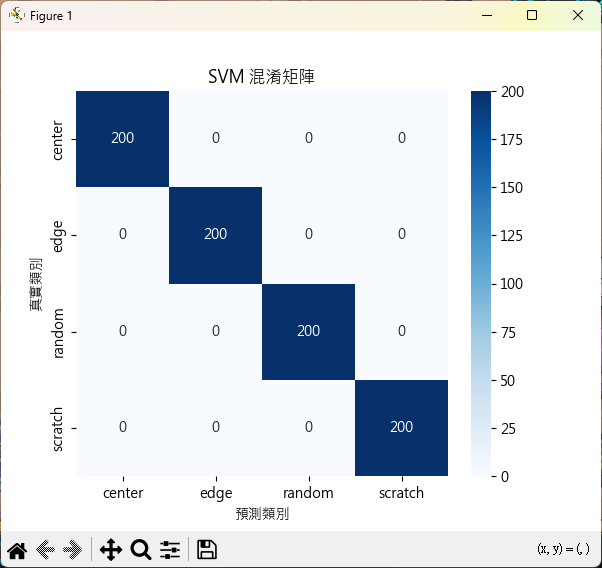 Figure 1
SVM 混淆矩陣
center 200 0 0 0
edge 0 200 0 0
random 0 0 200 0
scratch 0 0 0 200
真實類別
center edge random scratch
預測類別
200
175
150
125
100
75
50
25
0
(x, y) = (, )